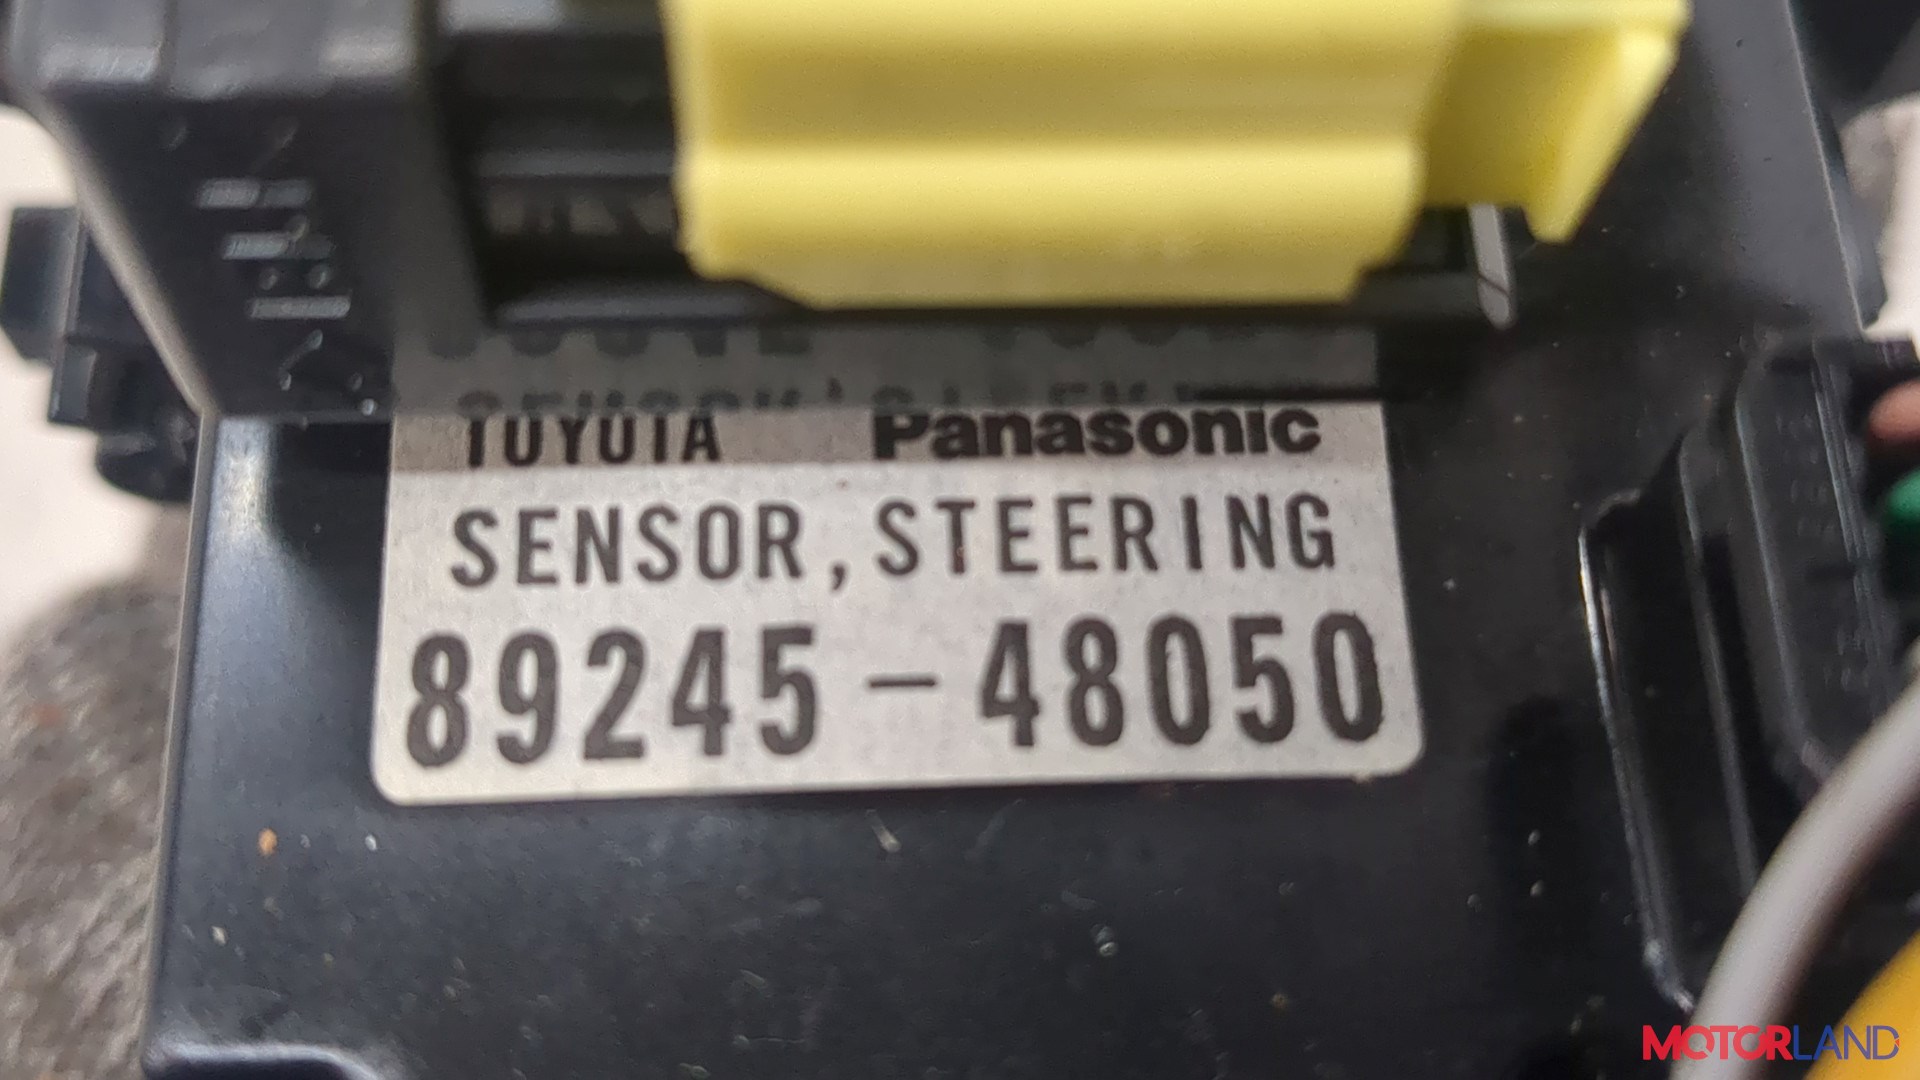 TOYOTA Panasonic
SENSOR, STEERING
89245-48050
MOTORLAND